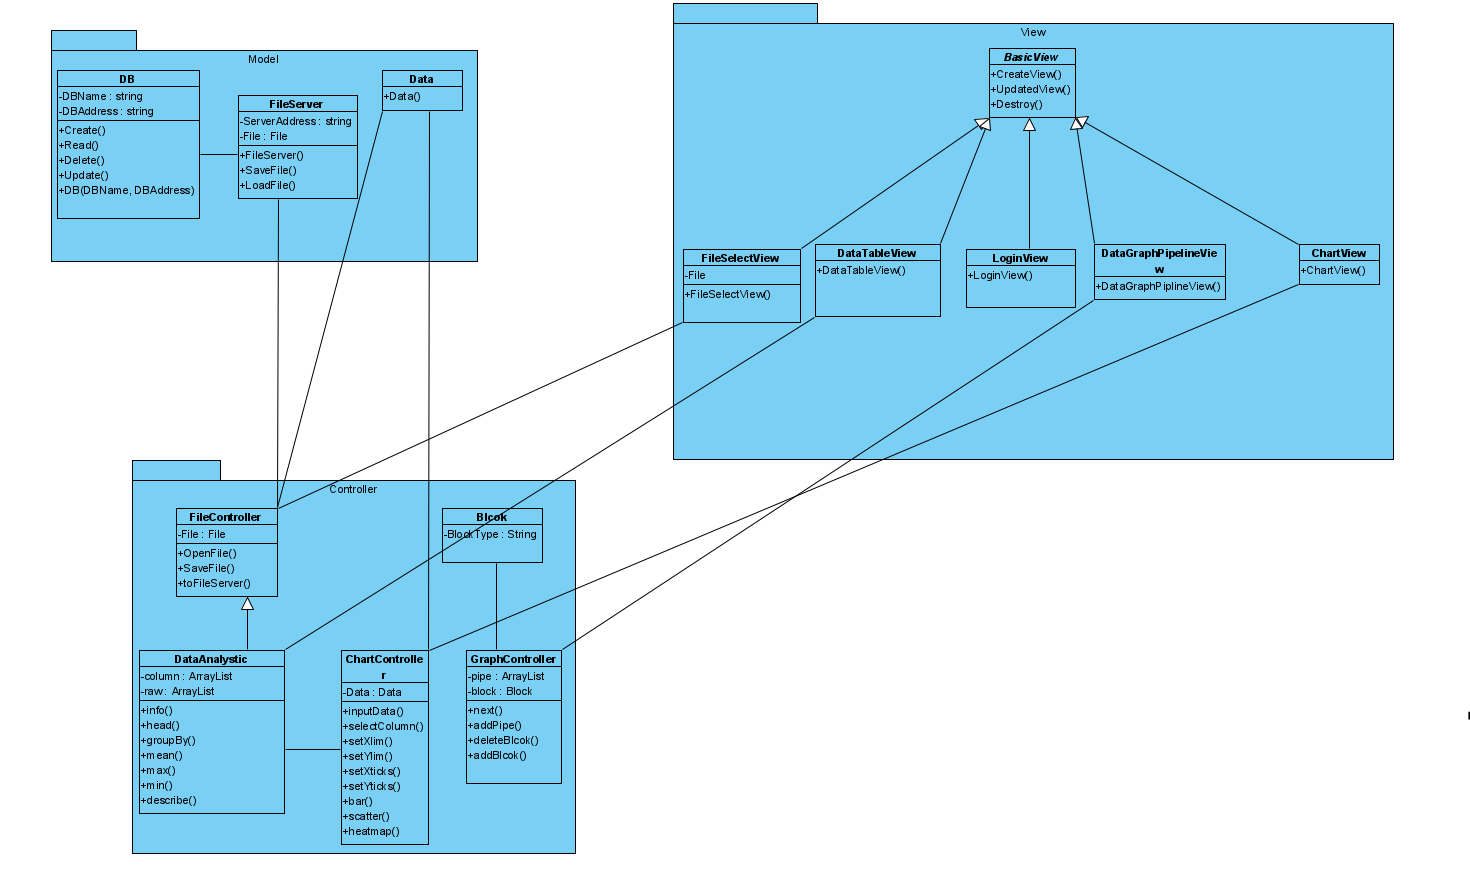 Model
DB
-DBName : string
-DBAddress : string
+Create()
+Read()
+Delete()
+Update()
+DB(DBName, DBAddress)
FileServer
-ServerAddress : string
-File : File
+FileServer()
+SaveFile()
+LoadFile()
Data
+Data()
View
BasicView
+CreateView()
+UpdatedView()
+Destroy()
FileSelectView
-File
+FileSelectView()
DataTableView
+DataTableView()
LoginView
+LoginView()
DataGraphPipelineVie
w
+DataGraphPiplineView()
ChartView
+ChartView()
Controller
FileController
-File : File
+OpenFile()
+SaveFile()
+toFileServer()
Blcok
-BlockType : String
DataAnalystic
-column : ArrayList
-raw : ArrayList
+info()
+head()
+groupBy()
+mean()
+max()
+min()
+describe()
ChartControlle
r
-Data : Data
+inputData()
+selectColumn()
+setXlim()
+setYlim()
+setXticks()
+setYticks()
+bar()
+scatter()
+heatmap()
GraphController
-pipe : ArrayList
-block : Block
+next()
+addPipe()
+deleteBlcok()
+addBlcok()